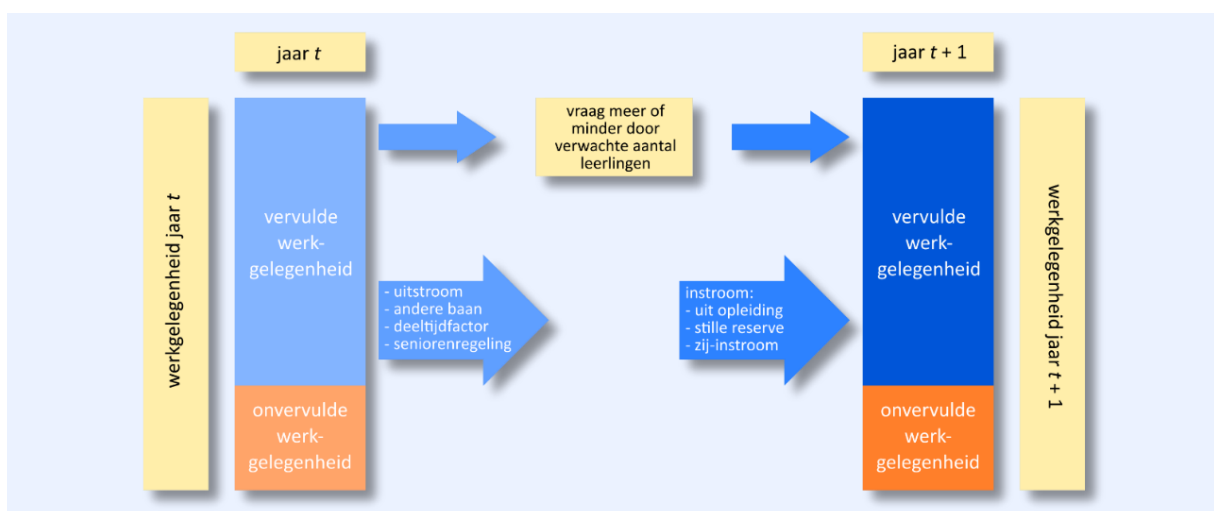 jaar t
jaar t + 1
werkgelegenheid jaar t
vervulde
werk-
gelegenheid
onvervulde
werk-
gelegenheid
vraag meer of
minder door
verwachte aantal
leerlingen
- uitstroom
- andere baan
- deeltijdfactor
- seniorenregeling
instroom:
- uit opleiding
- stille reserve
- zij-instroom
vervulde
werk-
gelegenheid
onvervulde
werk-
gelegenheid
werkgelegenheid jaar t + 1